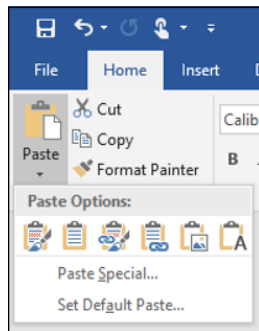 File Home Insert D
Cut
Copy
Format Painter
Paste
Calib
B
Paste Options:
A
Paste Special...
Set Default Paste...